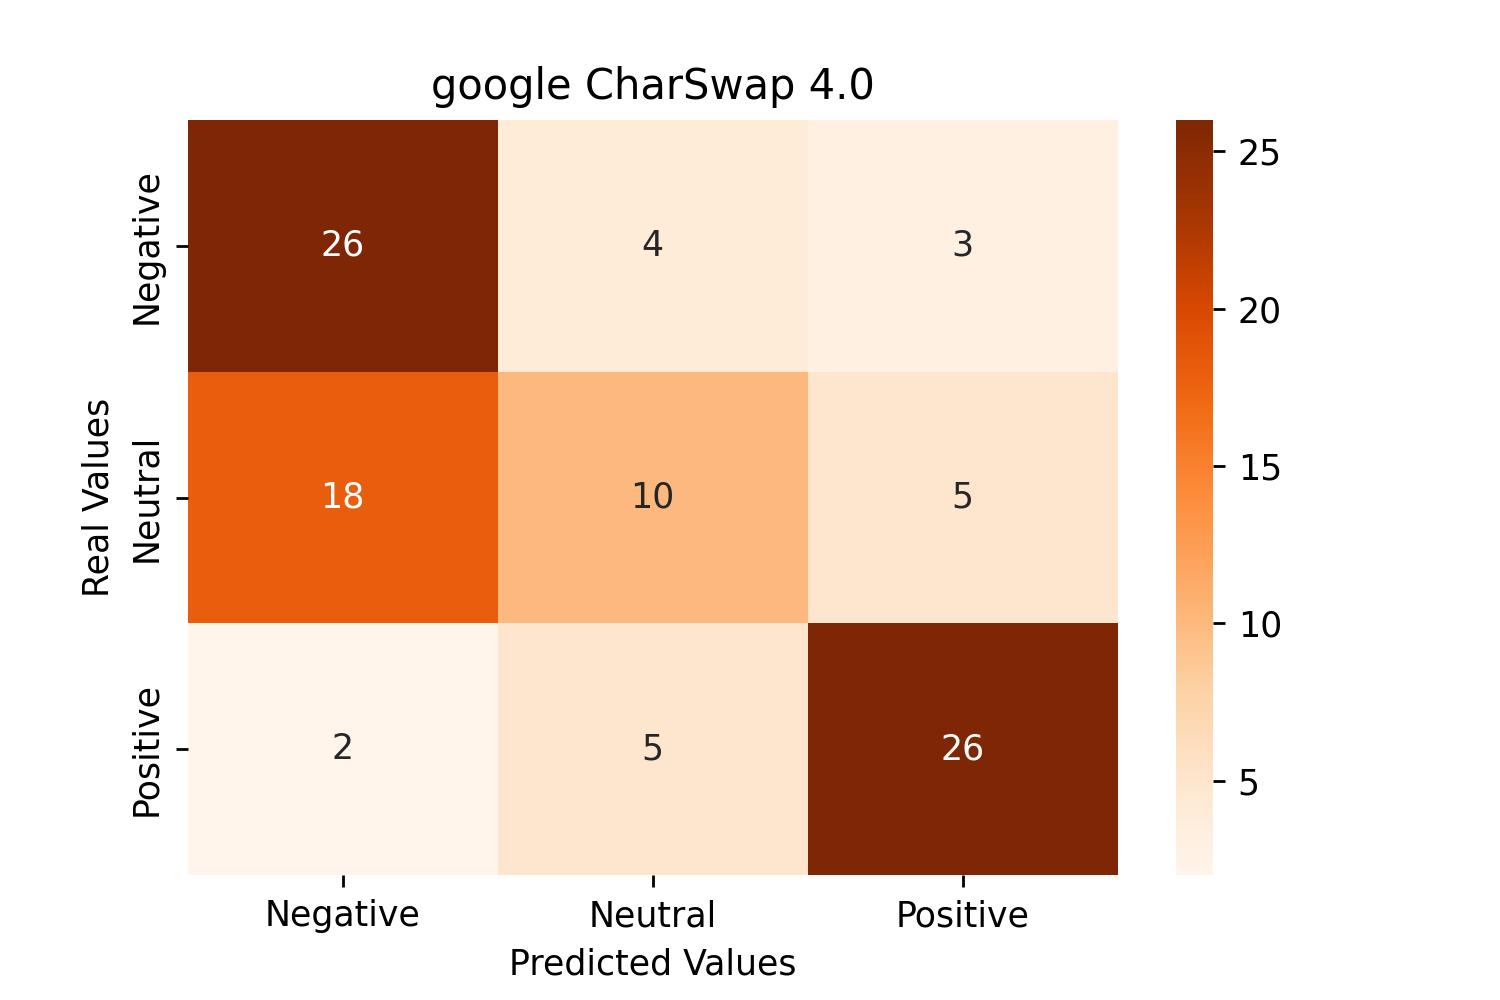 google CharSwap 4.0
Real Values
Negative
26
4
3
Neutral
18
10
5
Positive
2
5
26
Negative
Neutral
Positive
Predicted Values
25
20
15
10
5